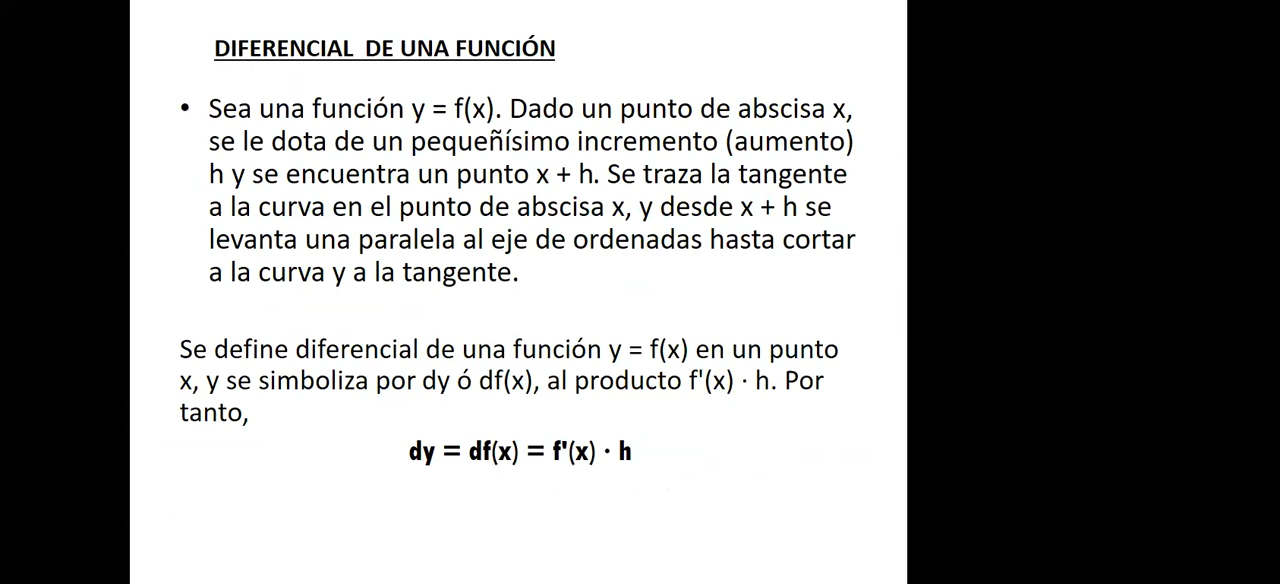 DIFERENCIAL DE UNA FUNCIÓN
• Sea una función y = f(x). Dado un punto de abscisa x,
se le dota de un pequeñísimo incremento (aumento)
h y se encuentra un punto x + h. Se traza la tangente
a la curva en el punto de abscisa x, y desde x + h se
levanta una paralela al eje de ordenadas hasta cortar
a la curva y a la tangente.
Se define diferencial de una función y = f(x) en un punto
x, y se simboliza por dy ó df(x), al producto f'(x) · h. Por
tanto,
dy = df(x) = f'(x) · h